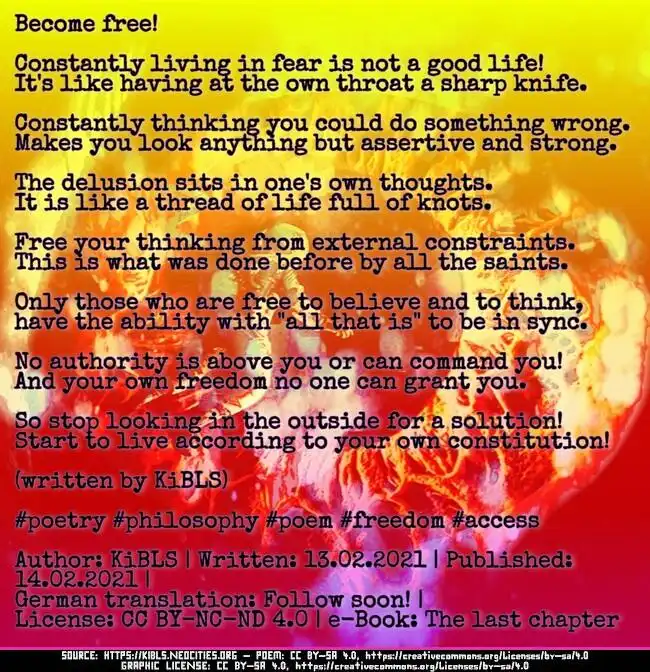 Become free!
Constantly living in fear is not a good life!
It's like having at the own throat a sharp knife.
Constantly thinking you could do something wrong.
Makes you look anything but assertive and strong.
The delusion sits in one's own thoughts.
It is like a thread of life full of knots.
Free your thinking from external constraints.
This is what was done before by all the saints.
Only those who are free to believe and to think,
have the ability with "all that is" to be in sync.
No authority is above you or can command you!
And your own freedom no one can grant you.
So stop looking in the outside for a solution!
Start to live according to your own constitution!
(written by KiBLS)
#poetry #philosophy #poem #freedom #access
Author: KiBLS | Written: 13.02.2021 | Published:
14.02.2021 |
German translation: Follow soon! |
License: CC BY-NC-ND 4.0 | e-Book: The last chapter
SOURCE: HTTPS://KIBLS.NEOCITIES.ORG - POEM: CC BY-SA 4.0, https://creativecommons.org/licenses/by-sa/4.0
GRAPHIC LICENSE: CC BY-SA 4.0, https://creativecommons.org/licenses/by-sa/4.0